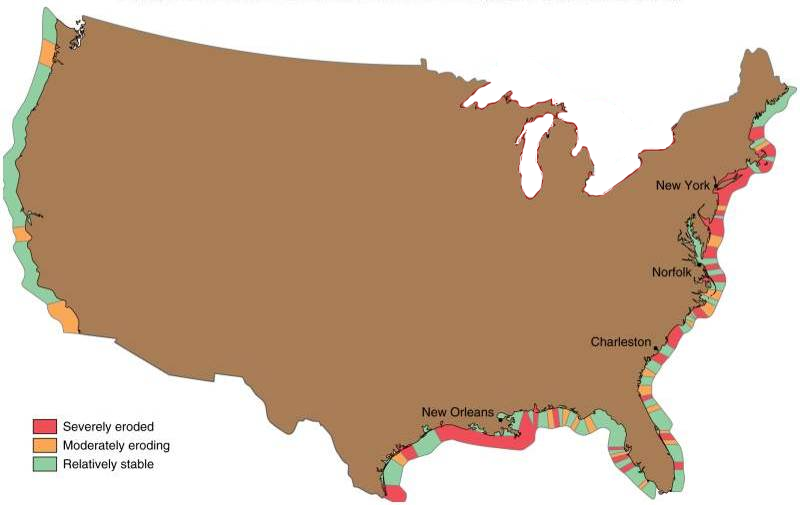 New York
Norfolk
Charleston
New Orleans
Severely eroded
Moderately eroding
Relatively stable